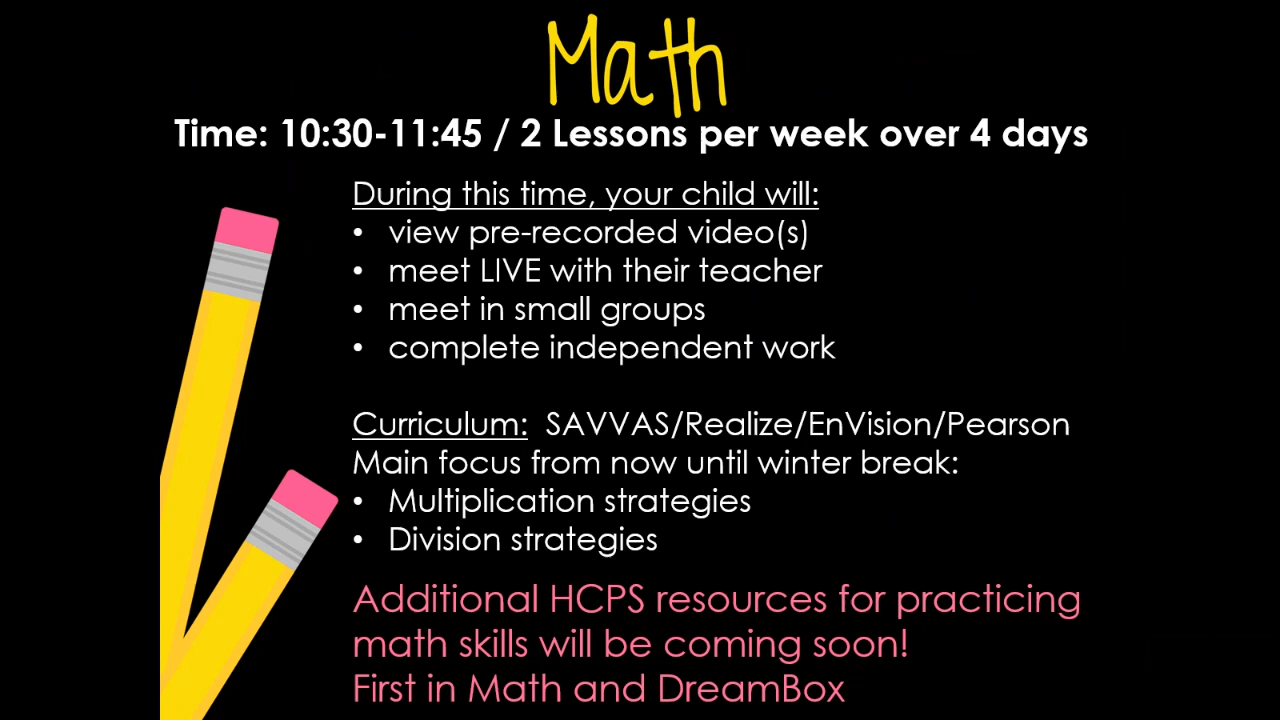 Math
Time: 10:30-11:45 / 2 Lessons per week over 4 days
During this time, your child will:
• view pre-recorded video(s)
• meet LIVE with their teacher
• meet in small groups
• complete independent work
Curriculum: SAVVAS/Realize/EnVision/Pearson
Main focus from now until winter break:
• Multiplication strategies
• Division strategies
Additional HCPS resources for practicing
math skills will be coming soon!
First in Math and DreamBox